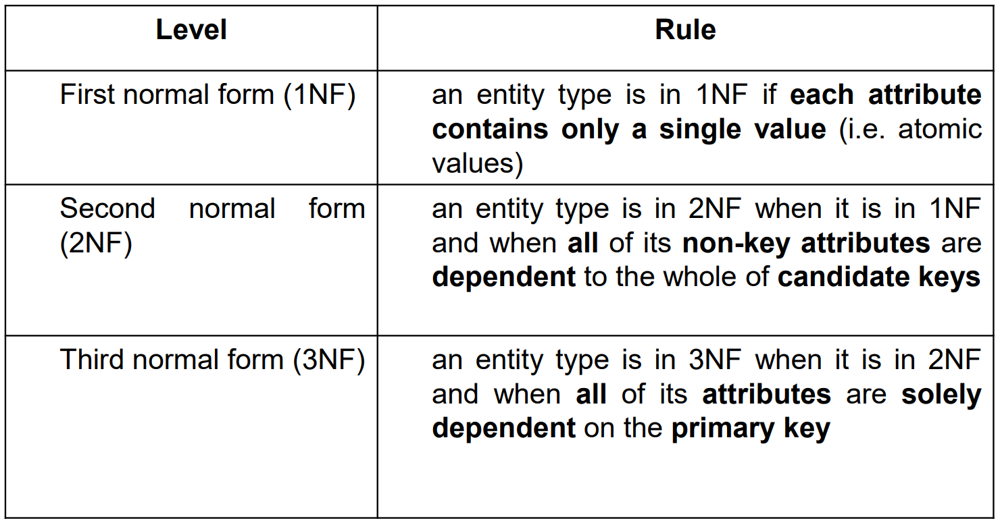 Level
Rule
First normal form (1NF)
an entity type is in 1NF if each attribute
contains only a single value (i.e. atomic
values)
Second normal form
(2NF)
an entity type is in 2NF when it is in 1NF
and when all of its non-key attributes are
dependent to the whole of candidate keys
Third normal form (3NF)
an entity type is in 3NF when it is in 2NF
and when all of its attributes are solely
dependent on the primary key